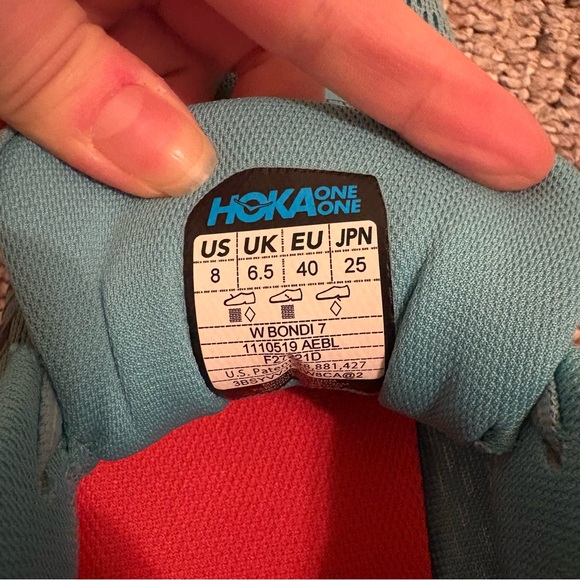 HOKA ONE ONE
US UK EU JPN
8 6.5 40 25
W BONDI 7
1110519 AEBL
U.S.